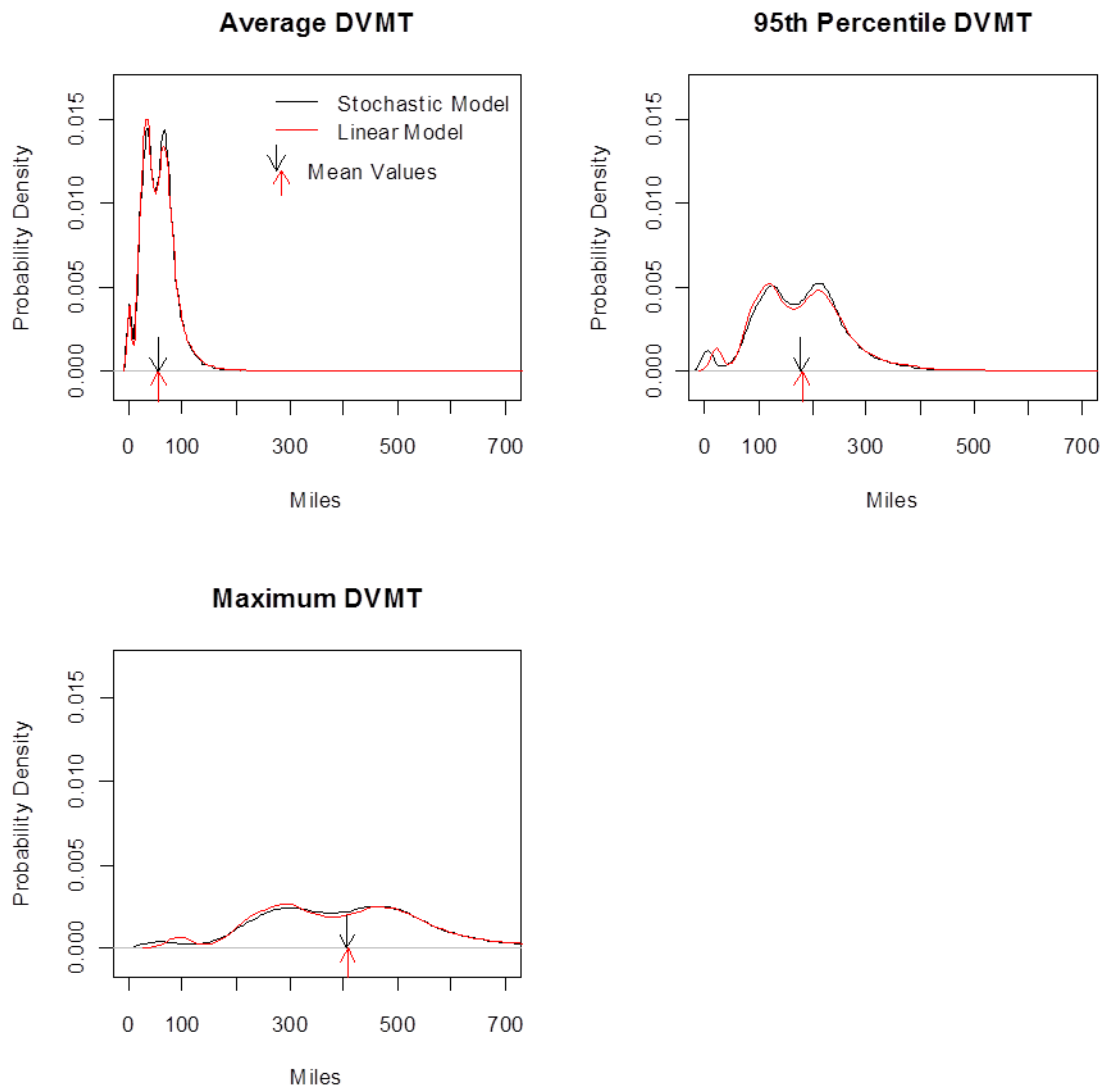 Average DVMT
95th Percentile DVMT
Probability Density
0.015
0.010
0.005
0.000
Stochastic Model
Linear Model
Mean Values
0 100 300 500 700
Miles
Probability Density
0.015
0.010
0.005
0.000
0 100 300 500 700
Miles
Maximum DVMT
Probability Density
0.015
0.010
0.005
0.000
0 100 300 500 700
Miles